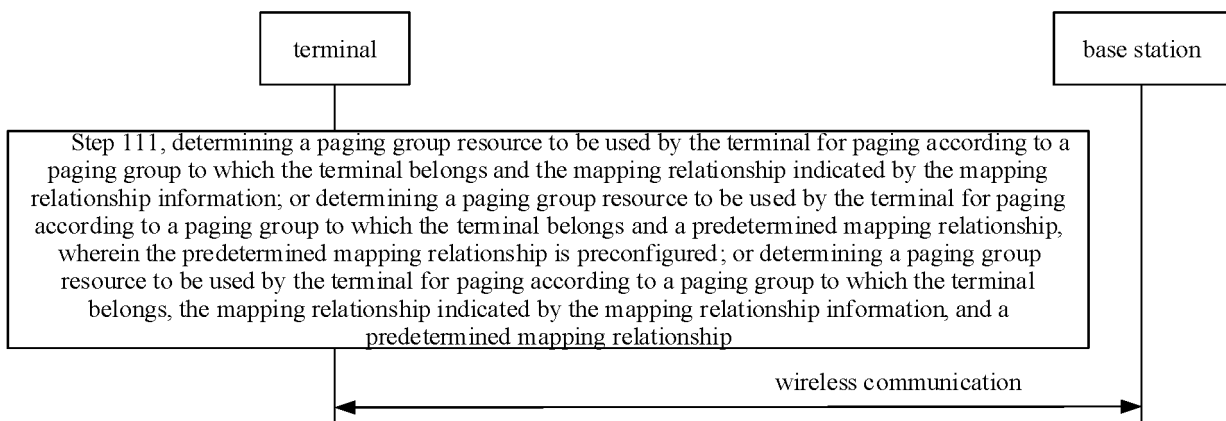 terminal
base station
Step 111, determining a paging group resource to be used by the terminal for paging according to a
paging group to which the terminal belongs and the mapping relationship indicated by the mapping
relationship information; or determining a paging group resource to be used by the terminal for paging
according to a paging group to which the terminal belongs and a predetermined mapping relationship,
wherein the predetermined mapping relationship is preconfigured; or determining a paging group
resource to be used by the terminal for paging according to a paging group to which the terminal
belongs, the mapping relationship indicated by the mapping relationship information, and a
predetermined mapping relationship
wireless communication